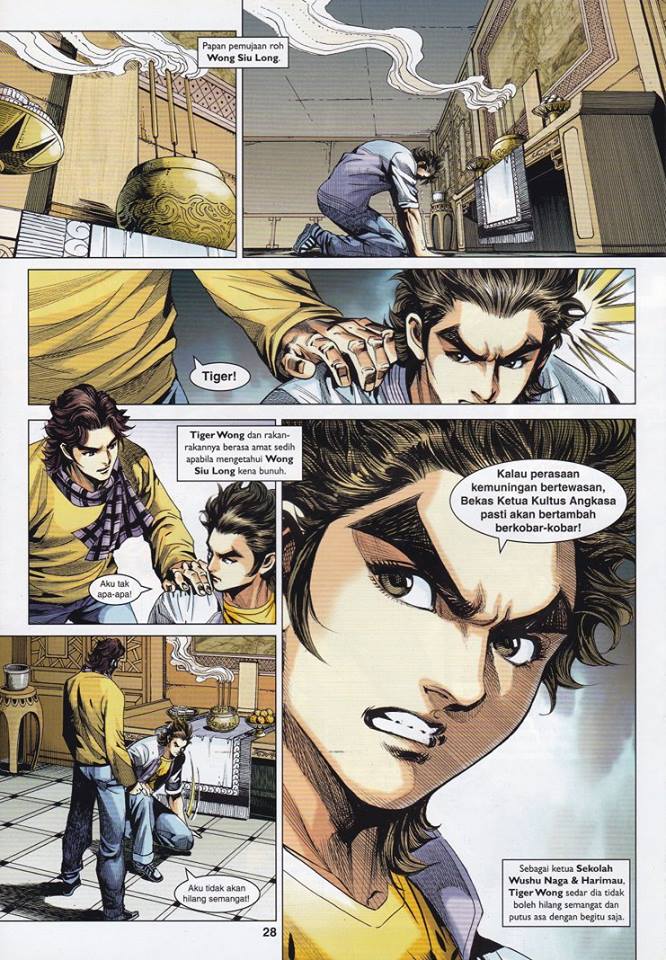 Papan pemujaan roh
Wong Siu Long.
Tiger!
Tiger Wong dan rakan-
rakannya berasa amat sedih
apabila mengetahui Wong
Siu Long kena bunuh.
Aku tak
apa-apa!
Kalau perasaan
kemuningan bertewasan,
Bekas Ketua Kultus Angkasa
pasti akan bertambah
berkobar-kobar!
Aku tidak akan
hilang semangat!
Sebagai ketua Sekolah
Wushu Naga & Harimau,
Tiger Wong sedar dia tidak
boleh hilang semangat dan
putus asa dengan begitu saja.
28